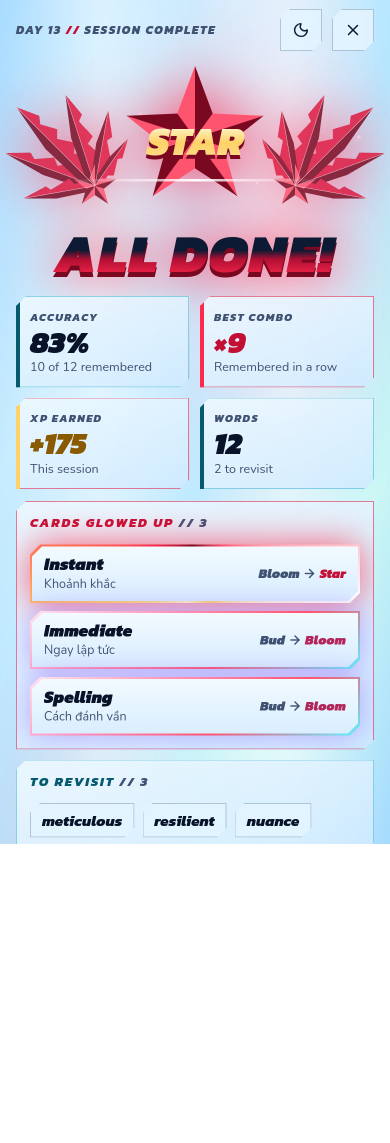 DAY 13 // SESSION COMPLETE
STAR
ALL DONE!
ACCURACY
83%
10 of 12 remembered
BEST COMBO
×9
Remembered in a row
XP EARNED
+175
This session
WORDS
12
2 to revisit
CARDS GLOWED UP // 3
Instant
Khoảnh khắc
Bloom → Star
Immediate
Ngay lập tức
Bud → Bloom
Spelling
Cách đánh vần
Bud → Bloom
TO REVISIT // 3
meticulous resilient nuance